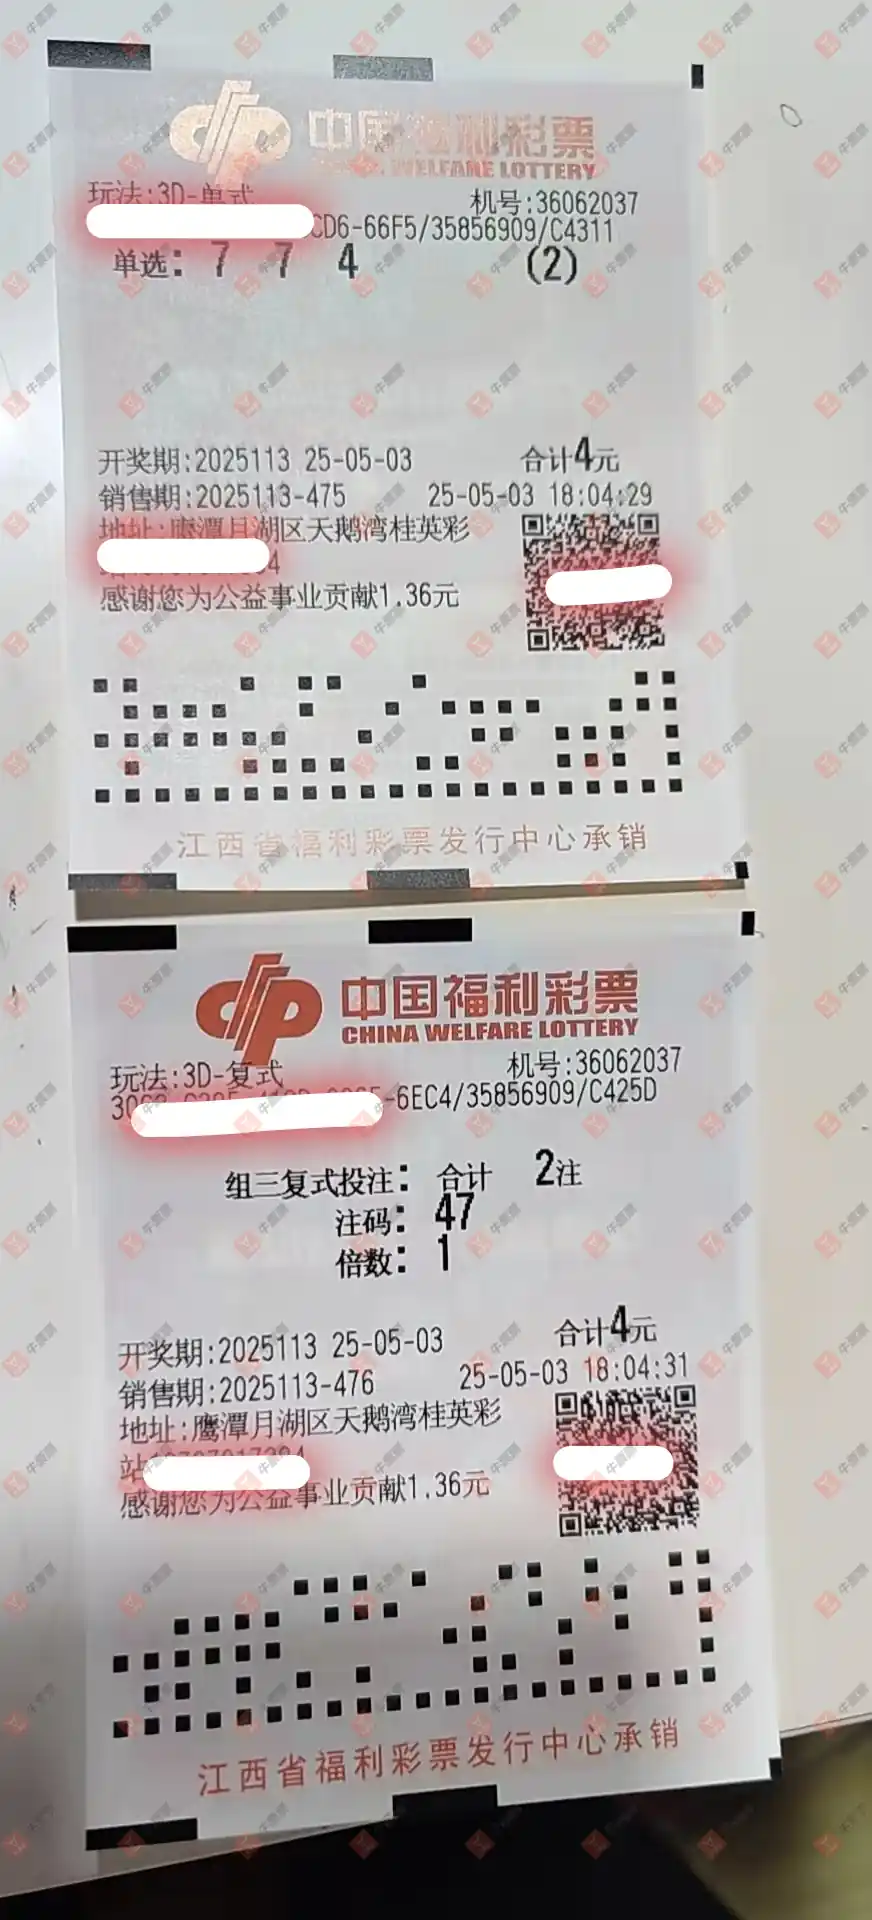 中国福利彩票
CHINA WELFARE LOTTERY
玩法:3D-单式
机号:36062037
CD6-66F5/35856909/C4311
单选: 7 7 4 (2)
开奖期:2025113 25-05-03 合计4元
销售期:2025113-475 25-05-03 18:04:29
地址:鹰潭月湖区天鹅湾桂英彩
感谢您为公益事业贡献1.36元
江西省福利彩票发行中心承销
中国福利彩票
CHINA WELFARE LOTTERY
玩法:3D-复式
机号:36062037
-6EC4/35856909/C425D
组三复式投注: 合计 2注
注码: 47
倍数: 1
开奖期:2025113 25-05-03 合计4元
销售期:2025113-476 25-05-03 18:04:31
地址:鹰潭月湖区天鹅湾桂英彩
站
感谢您为公益事业贡献1.36元
江西省福利彩票发行中心承销